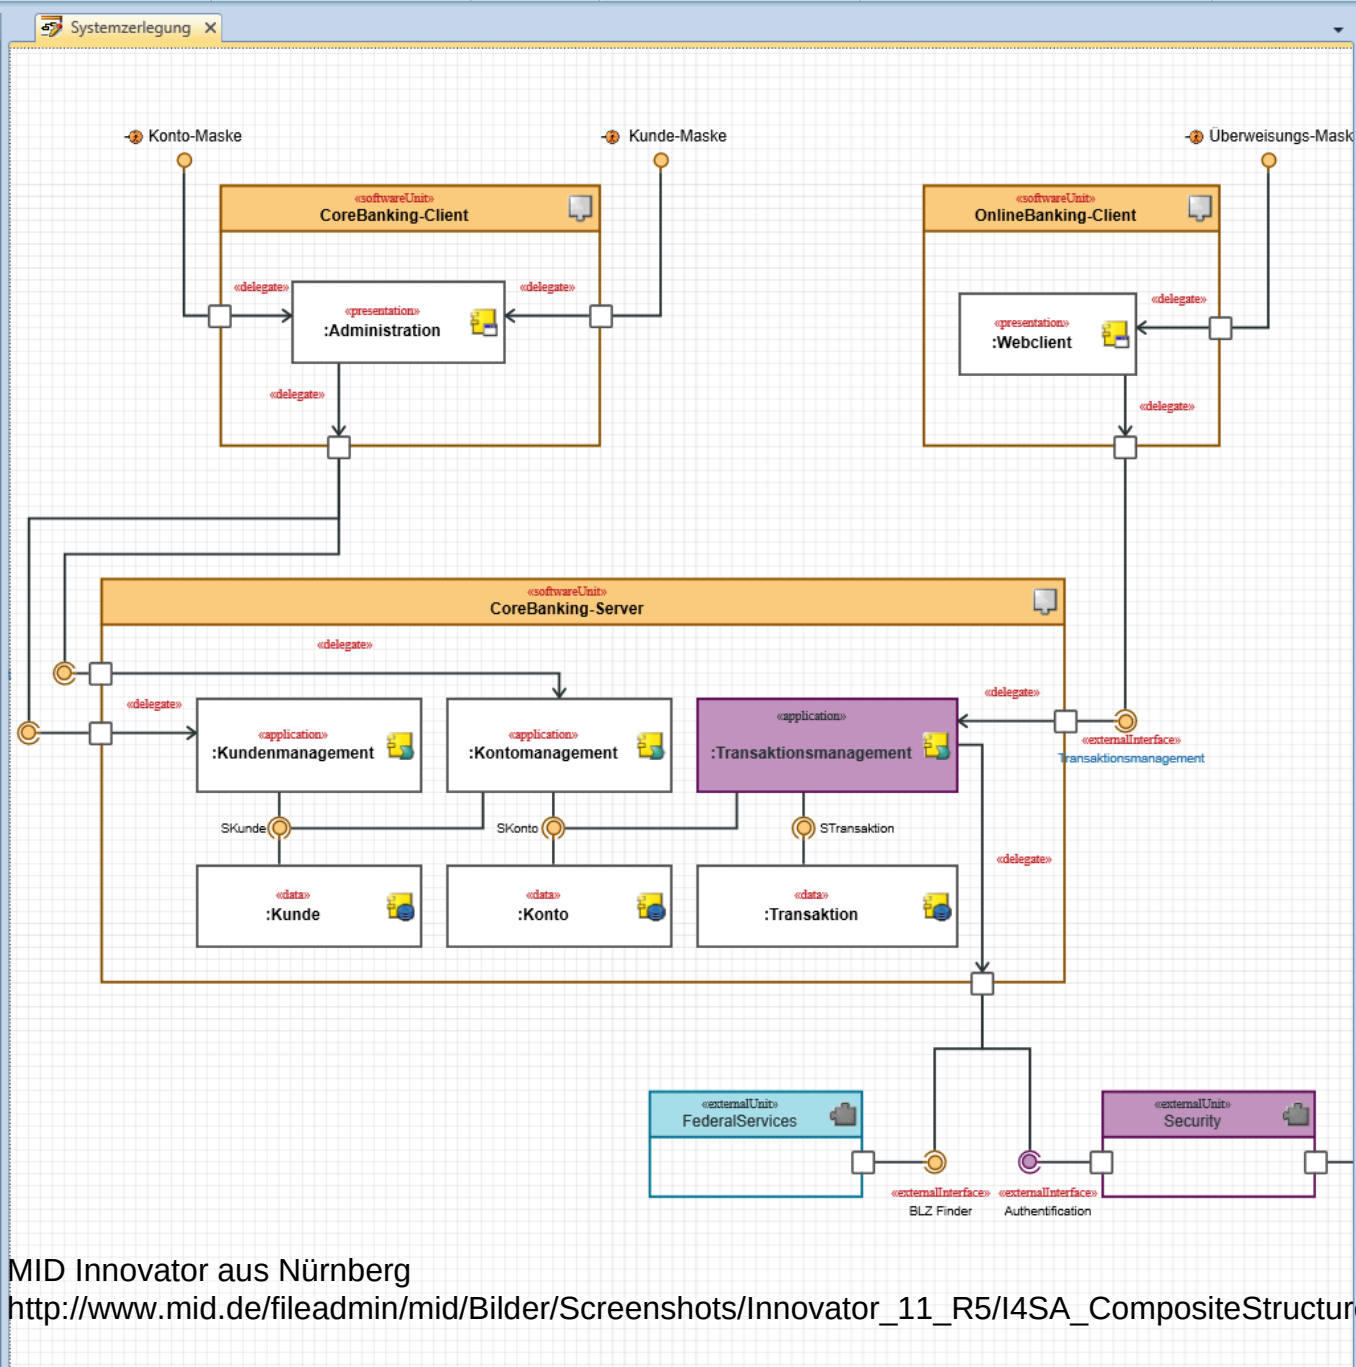 Systemzerlegung
Konto-Maske
Kunde-Maske
Überweisungs-Mask
«softwareUnit»
CoreBanking-Client
«softwareUnit»
OnlineBanking-Client
«delegate»
«delegate»
«presentation»
:Administration
«delegate»
«delegate»
«presentation»
:Webclient
«delegate»
«softwareUnit»
CoreBanking-Server
«delegate»
«delegate»
«application»
:Kundenmanagement
«application»
:Kontomanagement
«application»
:Transaktionsmanagement
«delegate»
«externalInterface»
Transaktionsmanagement
SKunde
SKonto
STransaktion
«delegate»
«data»
:Kunde
«data»
:Konto
«data»
:Transaktion
«externalUnit»
FederalServices
«externalUnit»
Security
«externalInterface»
BLZ Finder
«externalInterface»
Authentification
MID Innovator aus Nürnberg
http://www.mid.de/fileadmin/mid/Bilder/Screenshots/Innovator_11_R5/I4SA_CompositeStructur